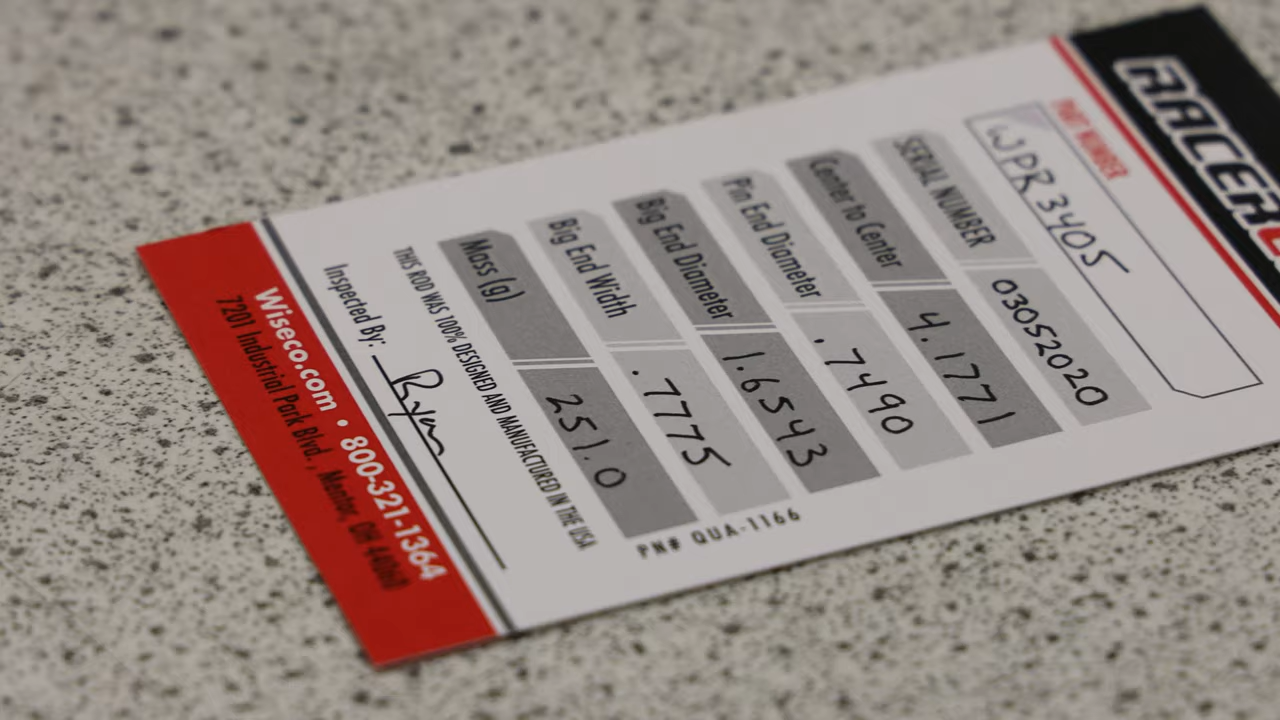 RACER
PART NUMBER
WPR3405
SERIAL NUMBER 03052020
Center to Center 4.1771
Pin End Diameter .7490
Big End Diameter 1.6543
Big End Width .7775
Mass (g) 251.0
PN# QUA-1166
THIS ROD WAS 100% DESIGNED AND MANUFACTURED IN THE USA
Inspected By: Ryan
Wiseco.com • 800-321-1364
7201 Industrial Park Blvd., Mentor, OH 44060